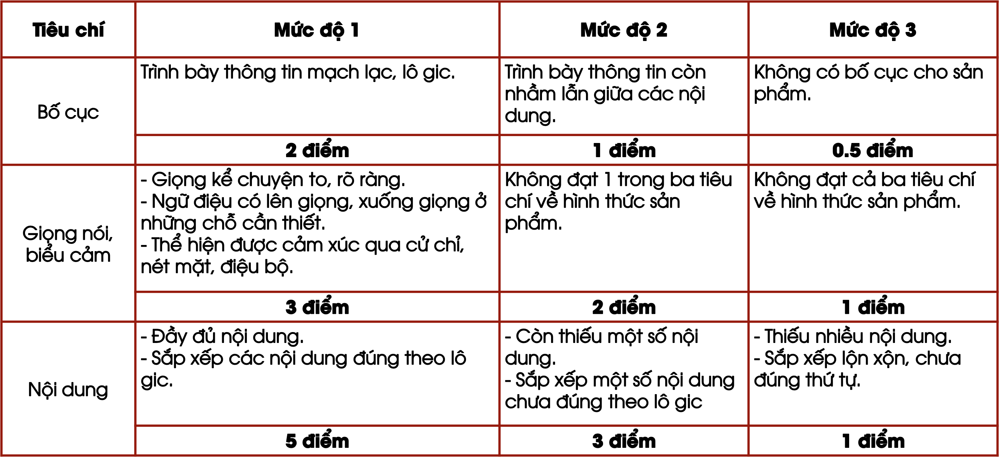 Tiêu chí
Mức độ 1
Mức độ 2
Mức độ 3
Bố cục
Trình bày thông tin mạch lạc, lô gic.
Trình bày thông tin còn
nhầm lẫn giữa các nội
dung.
Không có bố cục cho sản
phẩm.
2 điểm
1 điểm
0.5 điểm
Giọng nói,
biểu cảm
- Giọng kể chuyện to, rõ ràng.
- Ngữ điệu có lên giọng, xuống giọng ở
những chỗ cần thiết.
- Thể hiện được cảm xúc qua cử chỉ,
nét mặt, điệu bộ.
Không đạt 1 trong ba tiêu
chí về hình thức sản
phẩm.
Không đạt cả ba tiêu chí
về hình thức sản phẩm.
3 điểm
2 điểm
1 điểm
Nội dung
- Đầy đủ nội dung.
- Sắp xếp các nội dung đúng theo lô
gic.
- Còn thiếu một số nội
dung.
- Sắp xếp một số nội dung
chưa đúng theo lô gic
- Thiếu nhiều nội dung.
- Sắp xếp lộn xộn, chưa
đúng thứ tự.
5 điểm
3 điểm
1 điểm